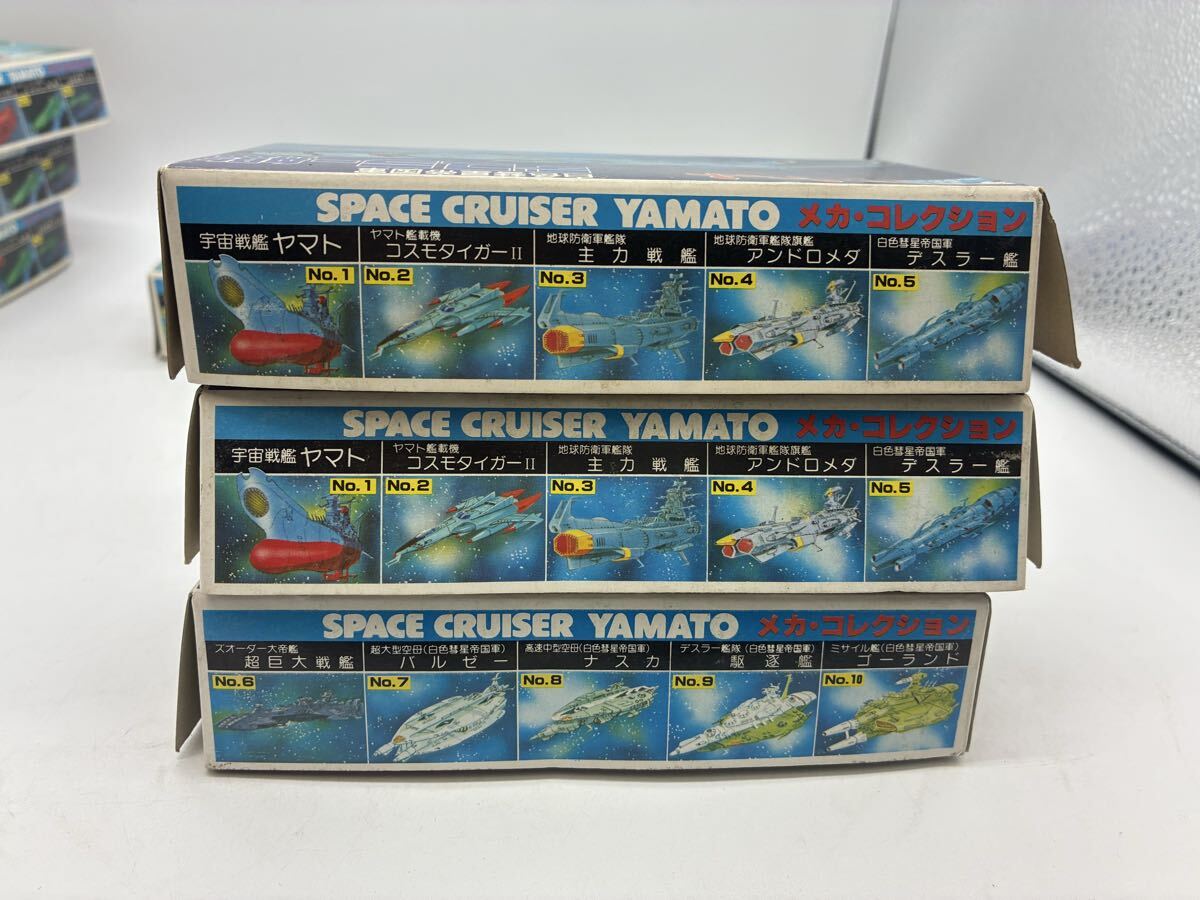 SPACE CRUISER YAMATO メカ・コレクション
宇宙戦艦 ヤマト
No.1
ヤマト艦載機
コスモタイガーII
No.2
地球防衛軍艦隊
主力戦艦
No.3
地球防衛軍艦隊旗艦
アンドロメダ
No.4
白色彗星帝国軍
デスラー艦
No.5
SPACE CRUISER YAMATO メカ・コレクション
宇宙戦艦 ヤマト
No.1
ヤマト艦載機
コスモタイガーII
No.2
地球防衛軍艦隊
主力戦艦
No.3
地球防衛軍艦隊旗艦
アンドロメダ
No.4
白色彗星帝国軍
デスラー艦
No.5
SPACE CRUISER YAMATO メカ・コレクション
ズオーダー大帝艦
超巨大戦艦
No.6
超大型空母(白色彗星帝国軍)
バルゼー
No.7
高速中型空母(白色彗星帝国軍)
ナスカ
No.8
デスラー艦隊(白色彗星帝国軍)
駆逐艦
No.9
ミサイル艦(白色彗星帝国軍)
ゴーランド
No.10